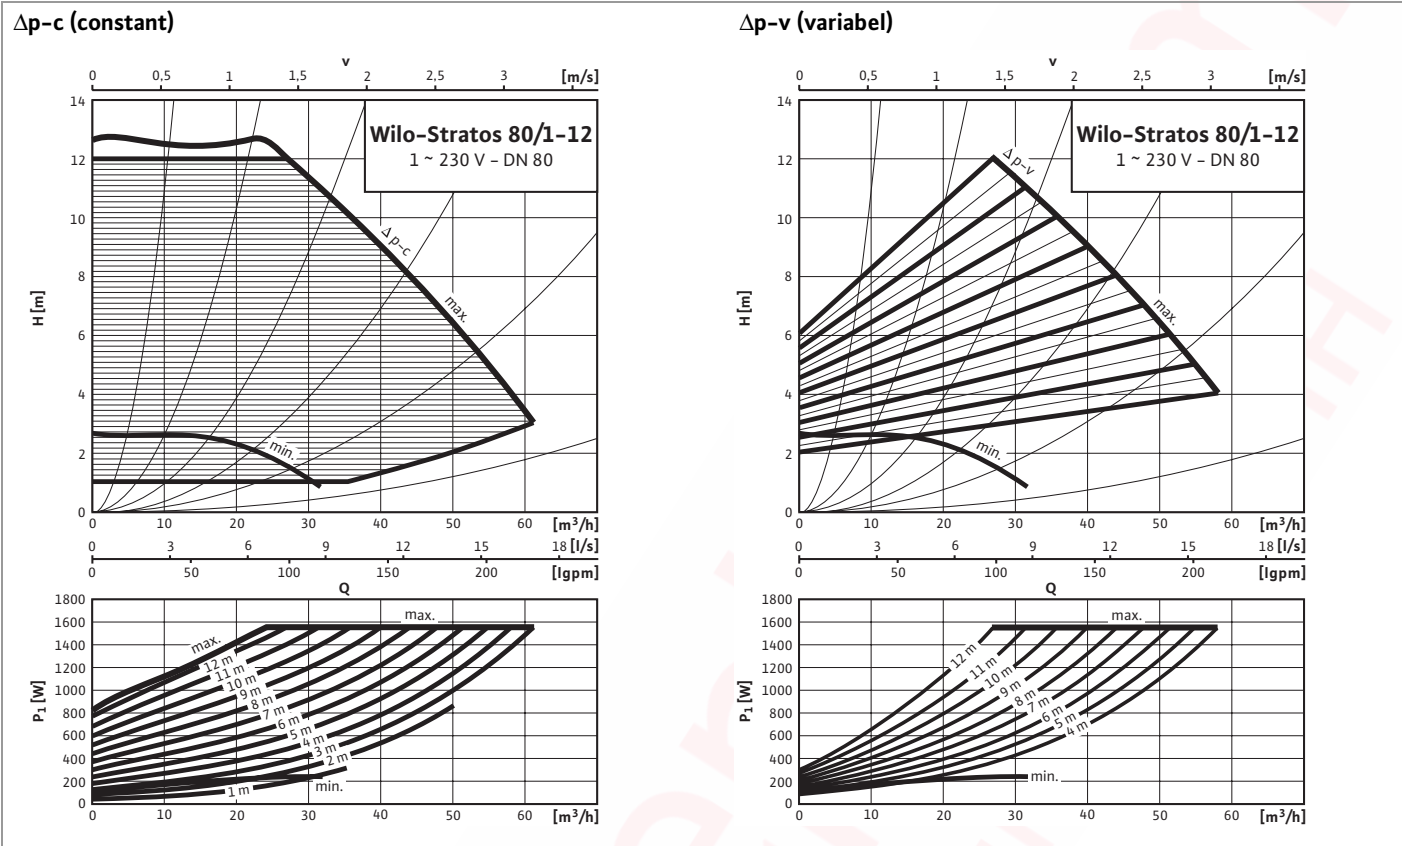 Δp-c (constant)
v
0 0,5 1 1,5 2 2,5 3 [m/s]
14
Wilo-Stratos 80/1-12
1 ~ 230 V - DN 80
12
10
8
6
4
2
0
H [m]
Δ p-c
max.
min.
0 10 20 30 40 50 60 [m³/h]
0 3 6 9 12 15 18 [l/s]
0 50 100 150 200 [Igpm]
Q
1800
1600
1400
1200
1000
800
600
400
200
0
P₁ [W]
max.
max.
12 m
11 m
10 m
9 m
8 m
7 m
6 m
5 m
4 m
3 m
2 m
1 m
min.
0 10 20 30 40 50 60 [m³/h]
Δp-v (variabel)
v
0 0,5 1 1,5 2 2,5 3 [m/s]
14
Wilo-Stratos 80/1-12
1 ~ 230 V - DN 80
12
10
8
6
4
2
0
H [m]
Δ p-v
max.
min.
0 10 20 30 40 50 60 [m³/h]
0 3 6 9 12 15 18 [l/s]
0 50 100 150 200 [Igpm]
Q
1800
1600
1400
1200
1000
800
600
400
200
0
P₁ [W]
max.
12 m
11 m
10 m
9 m
8 m
7 m
6 m
5 m
4 m
min.
0 10 20 30 40 50 60 [m³/h]